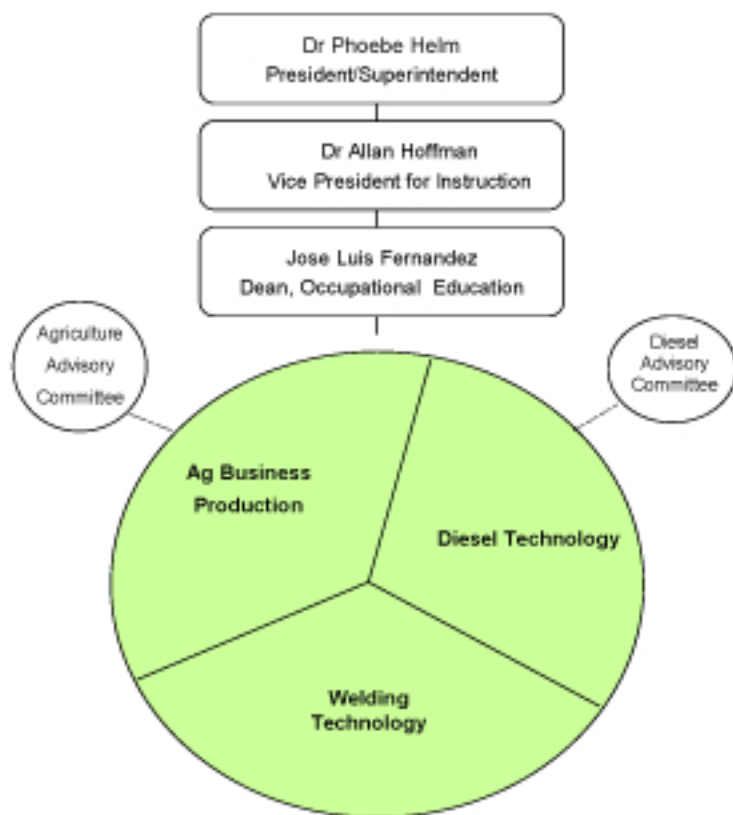 Dr Phoebe Helm
President/Superintendent
Dr Allan Hoffman
Vice President for Instruction
Jose Luis Fernandez
Dean, Occupational Education
Agriculture
Advisory
Committee
Diesel
Advisory
Committee
Ag Business
Production
Diesel Technology
Welding
Technology